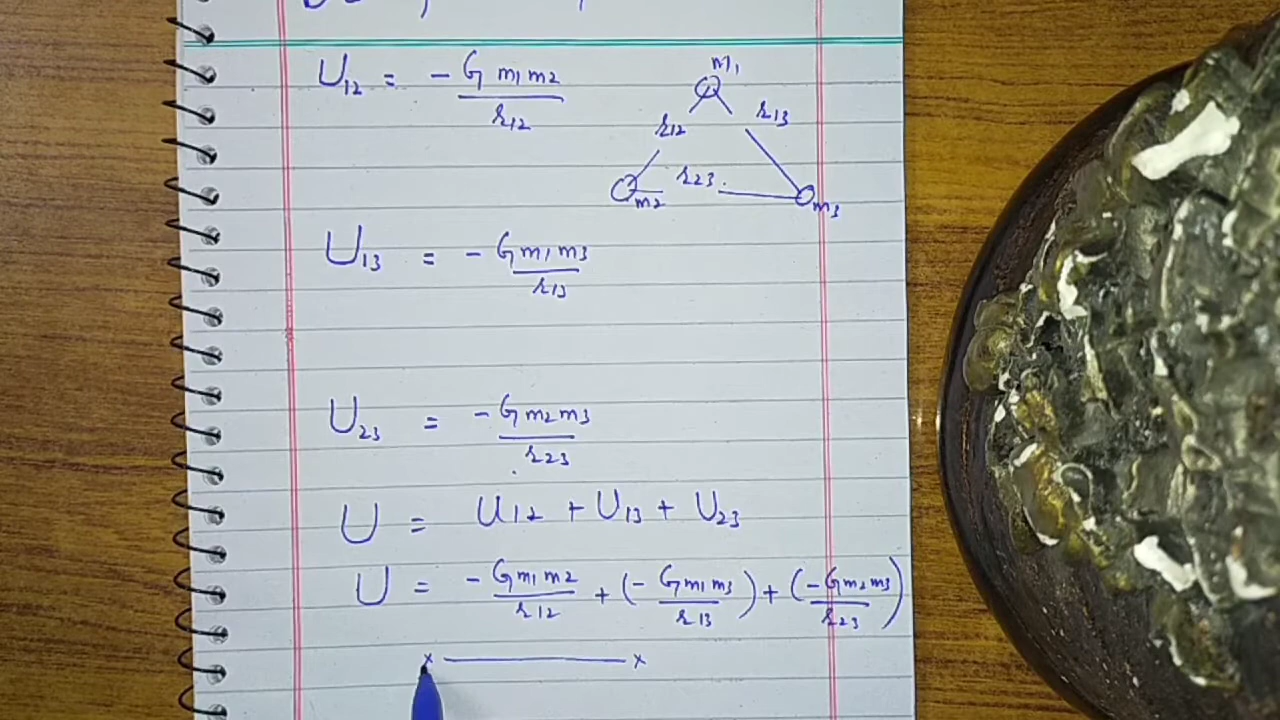 U₁₂ = - G m₁ m₂ / r₁₂
m₁
r₁₂ r₁₃
r₂₃
m₂ m₃
U₁₃ = - G m₁ m₃ / r₁₃
U₂₃ = - G m₂ m₃ / r₂₃
U = U₁₂ + U₁₃ + U₂₃
U = - G m₁ m₂ / r₁₂ + (- G m₁ m₃ / r₁₃) + (- G m₂ m₃ / r₂₃)
x x